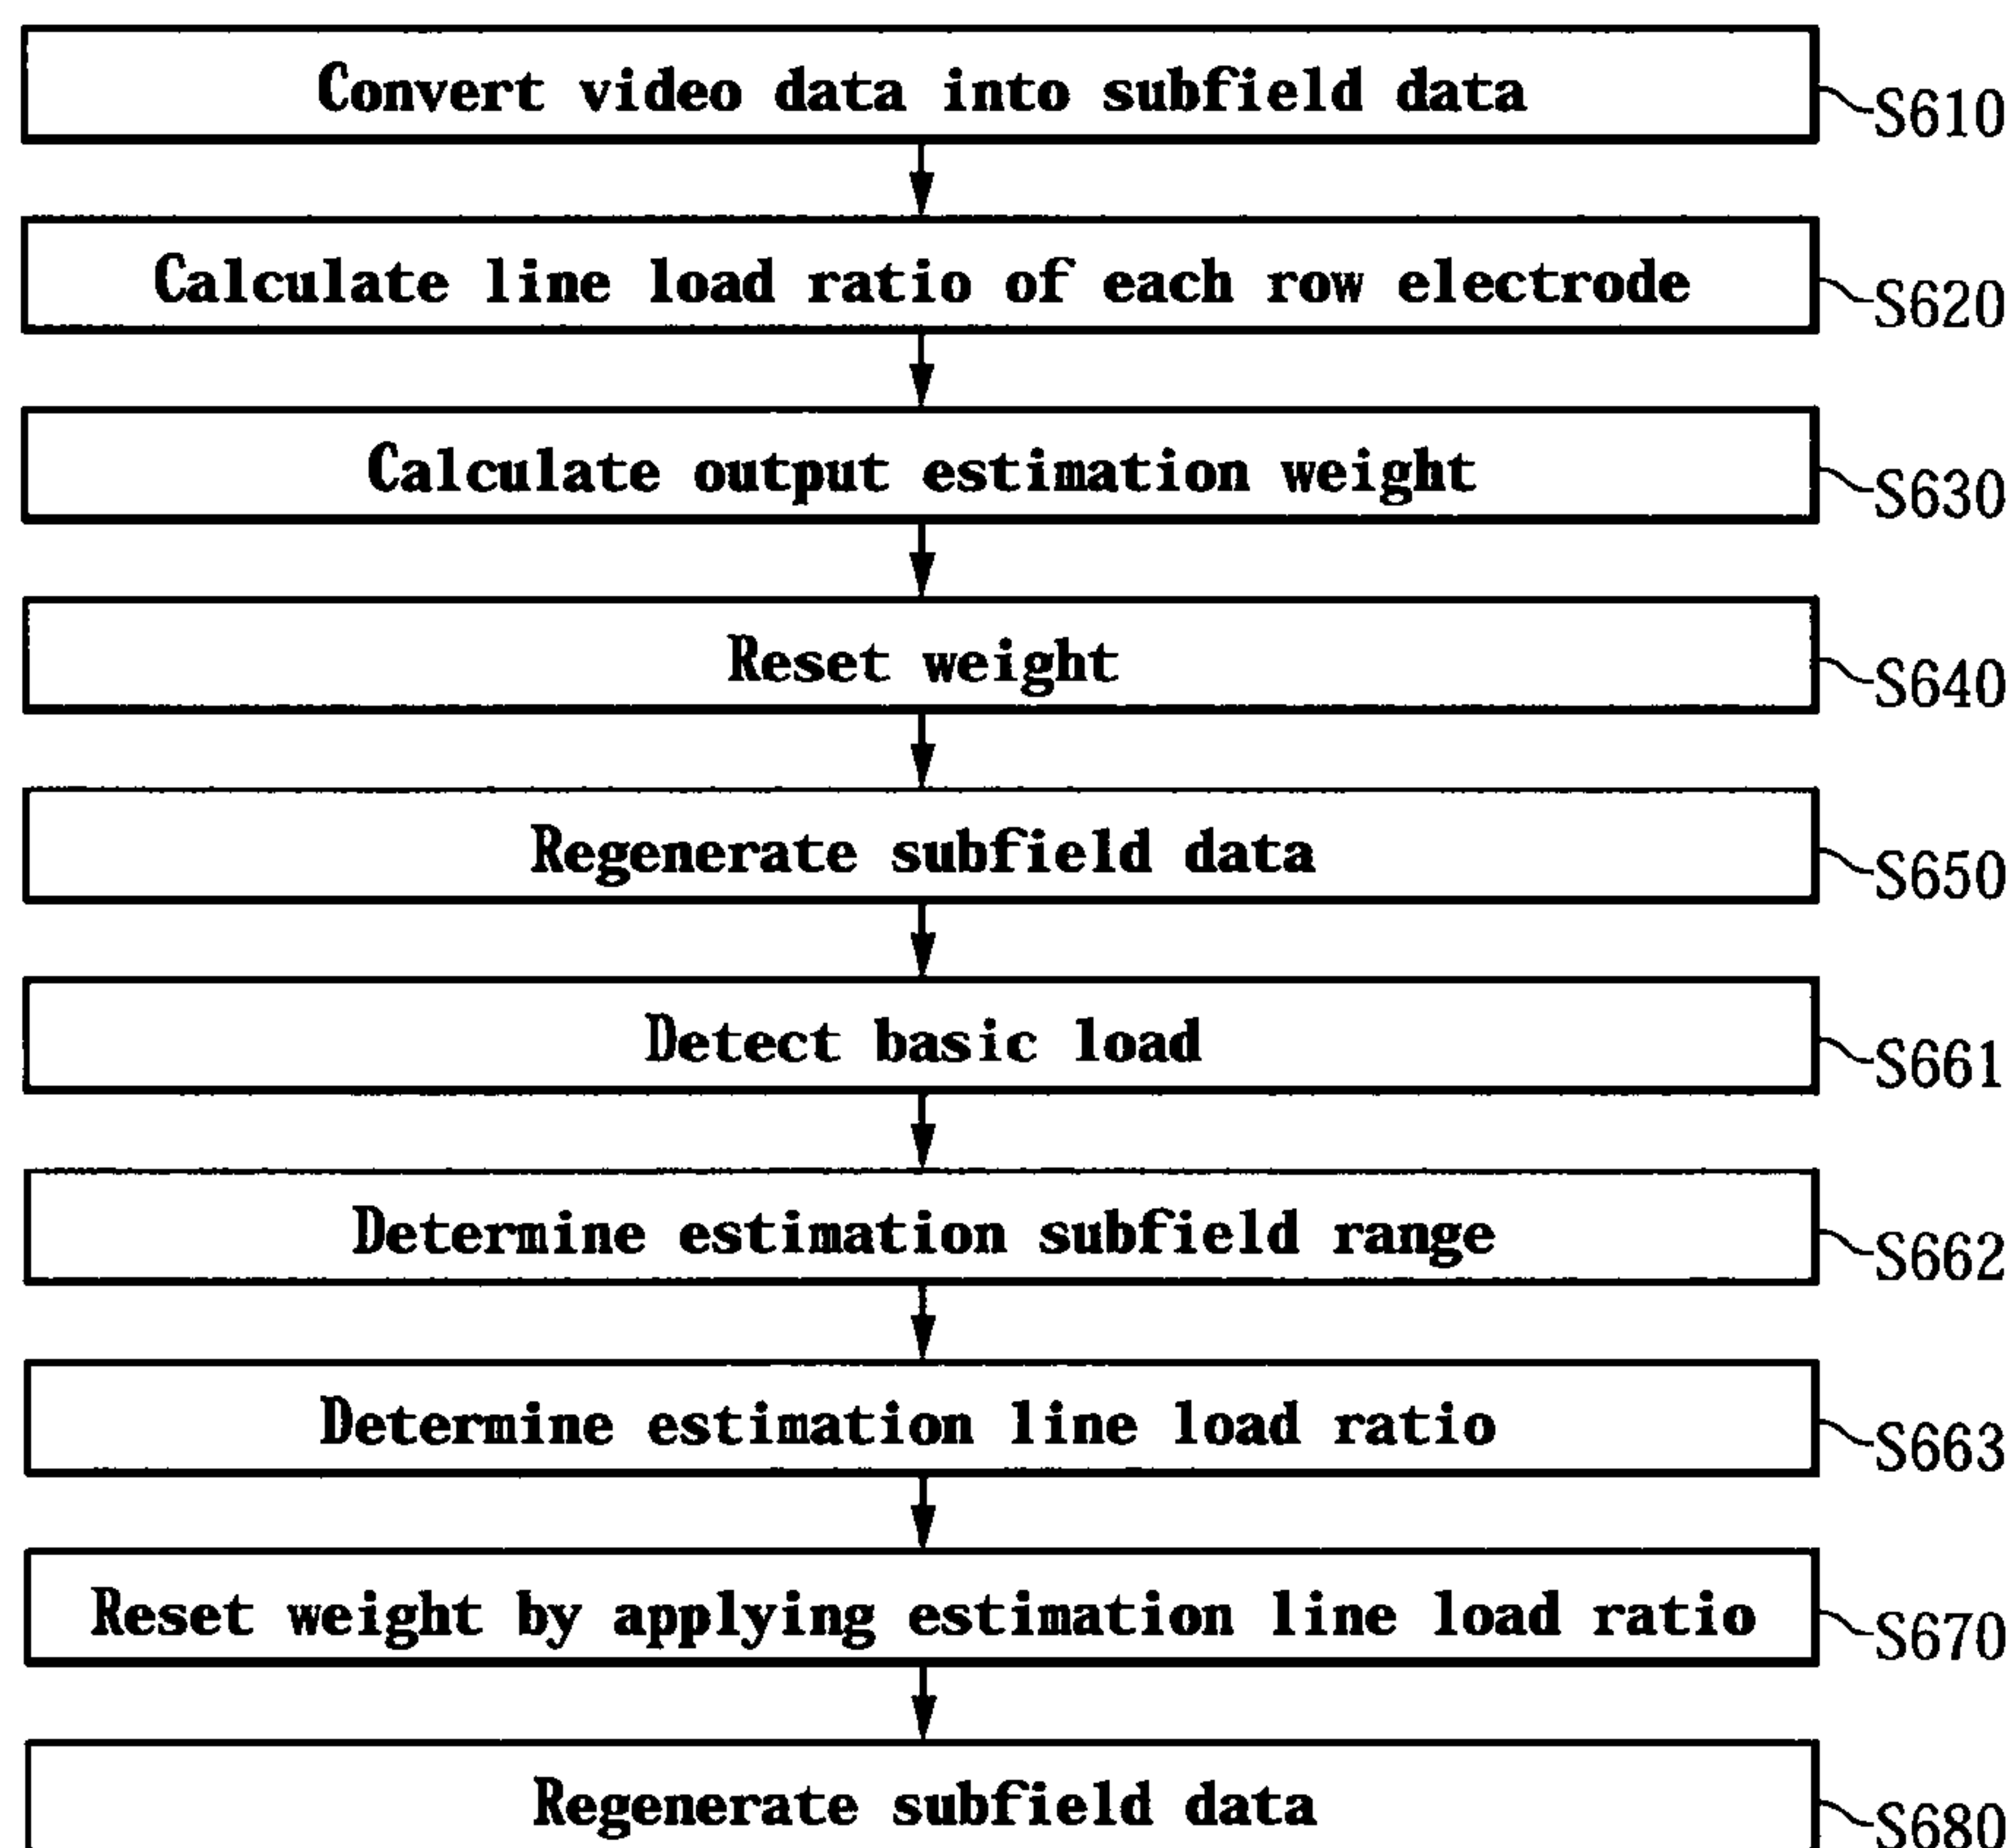 Convert video data into subfield data S610
Calculate line load ratio of each row electrode S620
Calculate output estimation weight S630
Reset weight S640
Regenerate subfield data S650
Detect basic load S661
Determine estimation subfield range S662
Determine estimation line load ratio S663
Reset weight by applying estimation line load ratio S670
Regenerate subfield data S680